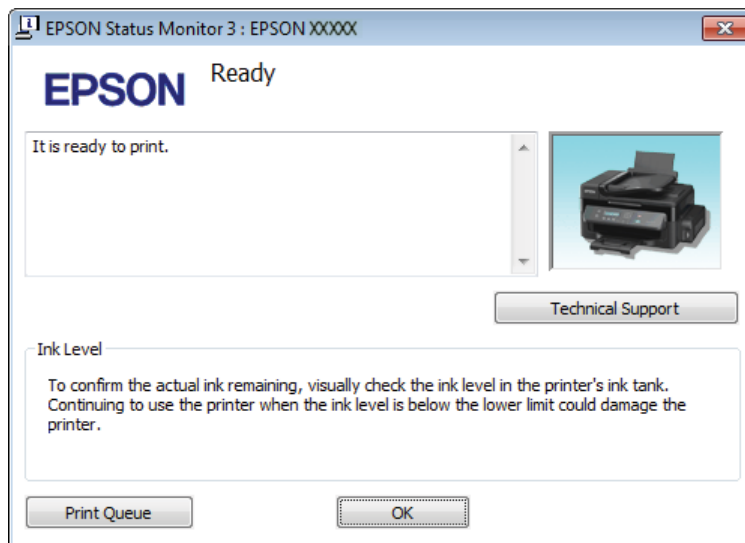 EPSON Status Monitor 3 : EPSON XXXXX
EPSON
Ready
It is ready to print.
Technical Support
Ink Level
To confirm the actual ink remaining, visually check the ink level in the printer's ink tank.
Continuing to use the printer when the ink level is below the lower limit could damage the
printer.
Print Queue
OK